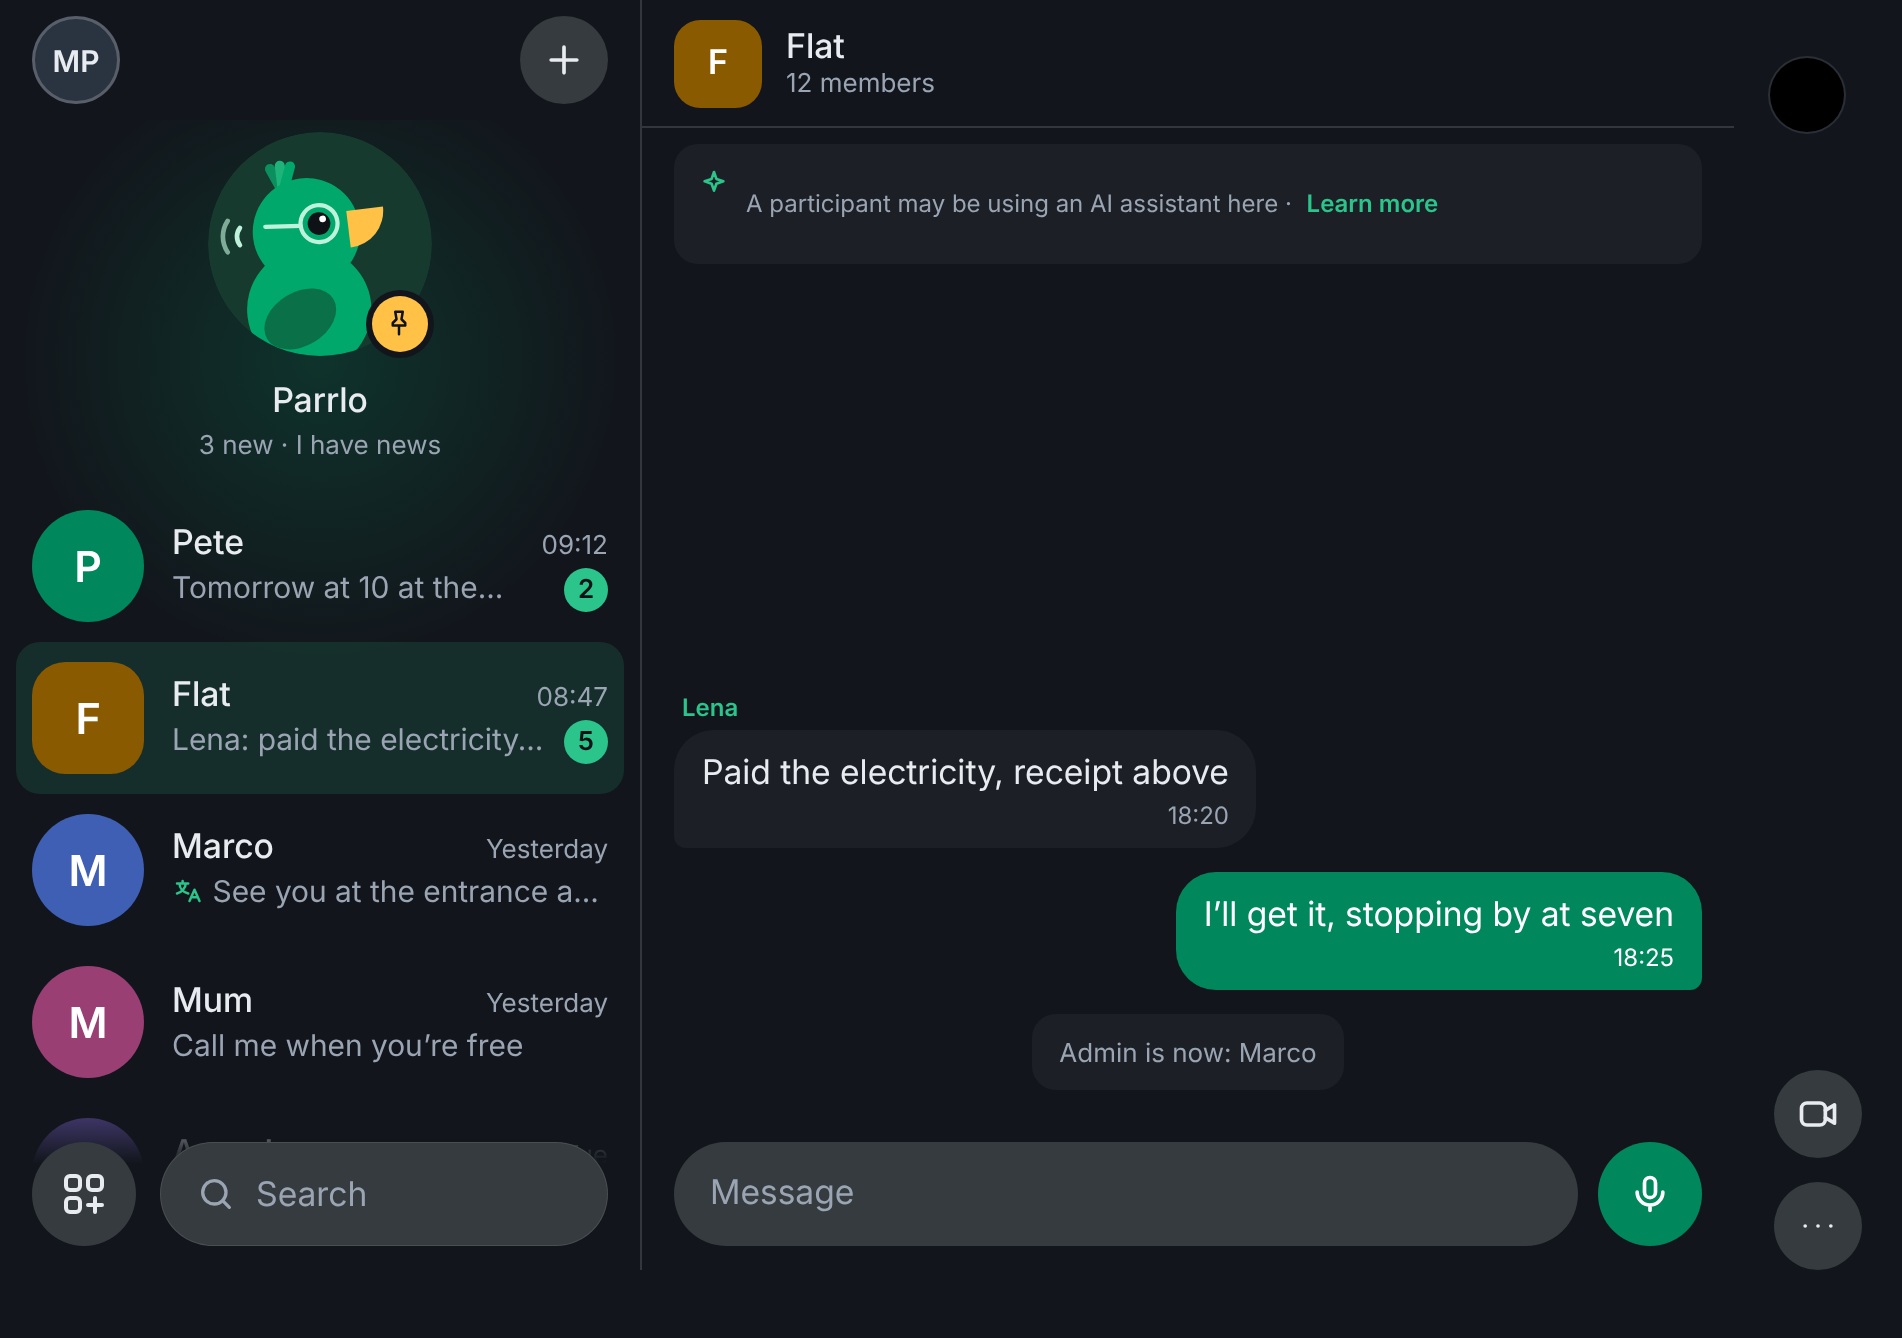 MP
Parrlo
3 new · I have news
P
Pete
09:12
Tomorrow at 10 at the...
2
F
Flat
08:47
Lena: paid the electricity...
5
M
Marco
Yesterday
See you at the entrance a...
M
Mum
Yesterday
Call me when you’re free
Search
F
Flat
12 members
A participant may be using an AI assistant here · Learn more
Lena
Paid the electricity, receipt above
18:20
I’ll get it, stopping by at seven
18:25
Admin is now: Marco
Message